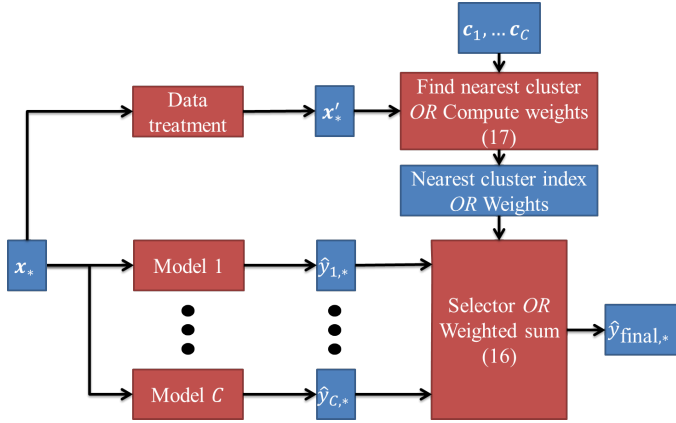 𝒄₁, … 𝒄_C
Find nearest cluster
OR Compute weights
(17)
Data
treatment
𝒙′₊
Nearest cluster index
OR Weights
𝒙₊
Model 1
ŷ₁,₊
Selector OR
Weighted sum
(16)
ŷfinal,*
Model C
ŷC,*